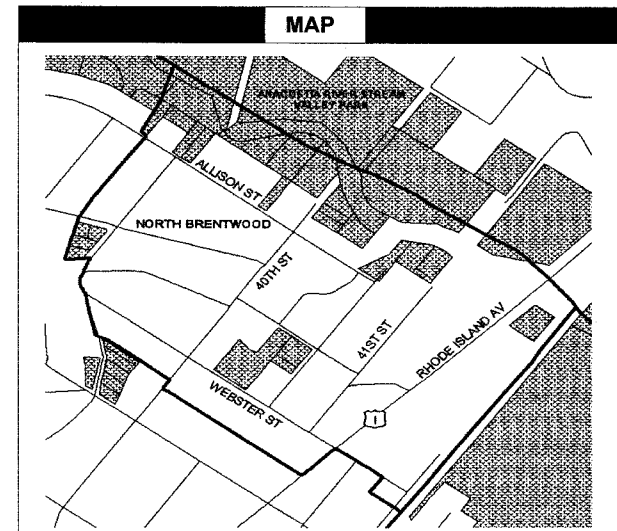 MAP
ANACOSTIA RIVER STREAM
VALLEY PARK
ALLISON ST
NORTH BRENTWOOD
40TH ST
41ST ST
RHODE ISLAND AV
WEBSTER ST
1